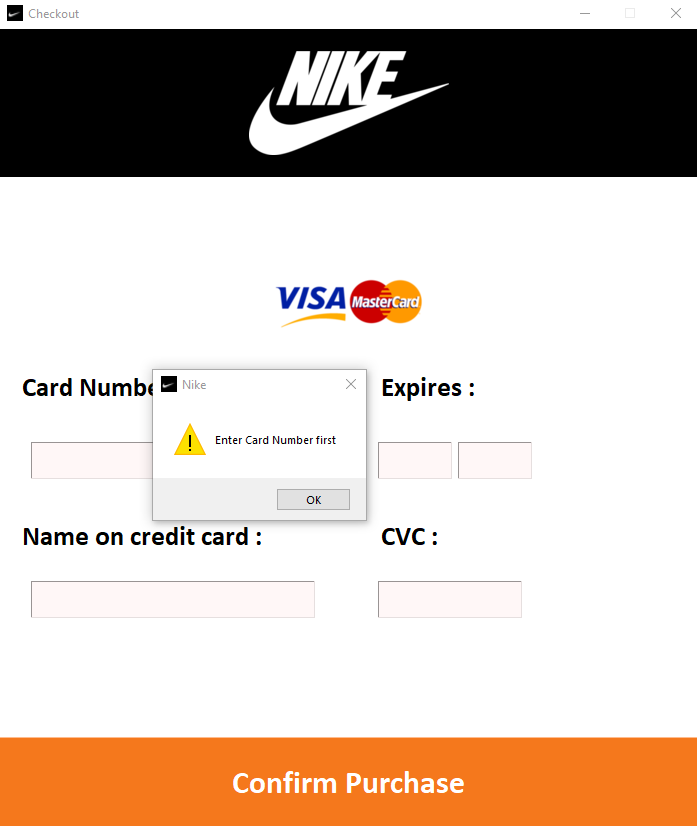 Checkout
NIKE
VISA MasterCard
Card Numbe
Expires :
Nike
Enter Card Number first
OK
Name on credit card :
CVC :
Confirm Purchase